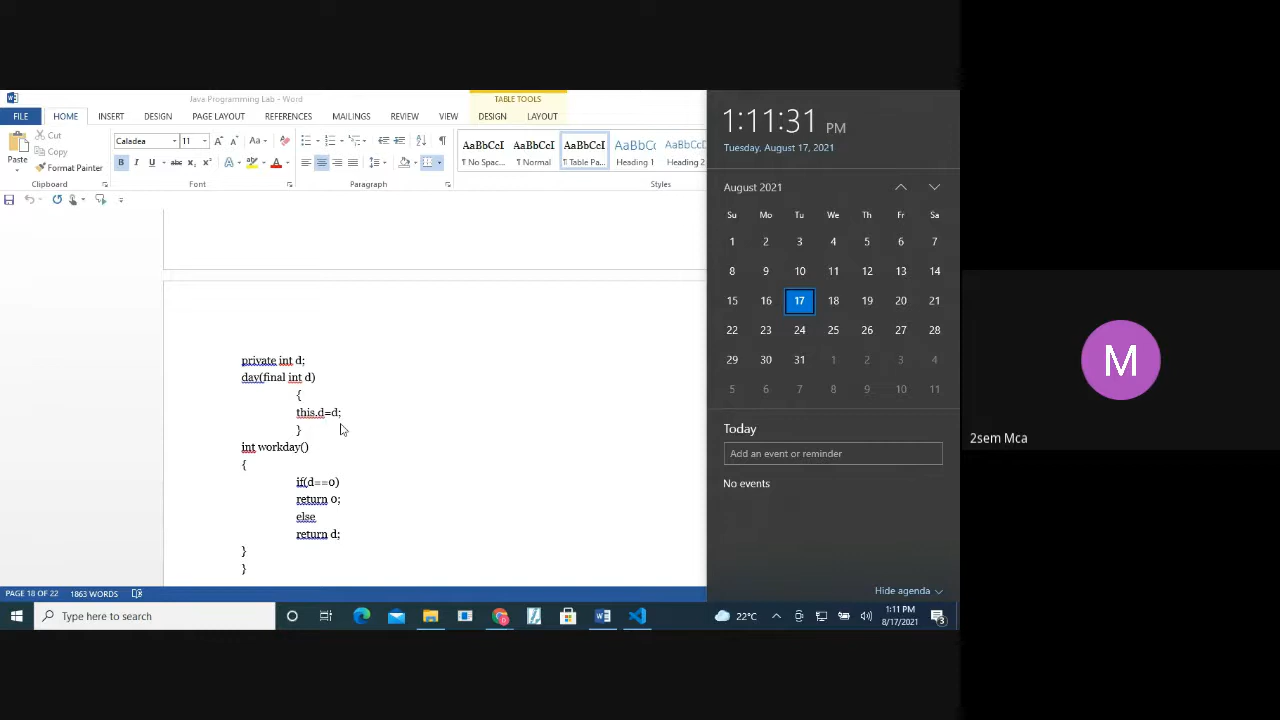 Java Programming Lab - Word
TABLE TOOLS
FILE HOME INSERT DESIGN PAGE LAYOUT REFERENCES MAILINGS REVIEW VIEW DESIGN LAYOUT
Paste
Cut
Copy
Format Painter
Clipboard
Caladea 11
Font
Paragraph
AaBbCcI AaBbCcI AaBbCcI AaBbCc AaBbCcI
¶ No Spac... ¶ Normal ¶ Table Pa... Heading 1 Heading 2
Styles
private int d;
day(final int d)
{
this.d=d;
}
int workday()
{
if(d==0)
return 0;
else
return d;
}
}
PAGE 18 OF 22 1863 WORDS
1:11:31 PM
Tuesday, August 17, 2021
August 2021
Su Mo Tu We Th Fr Sa
1 2 3 4 5 6 7
8 9 10 11 12 13 14
15 16 17 18 19 20 21
22 23 24 25 26 27 28
29 30 31 1 2 3 4
5 6 7 8 9 10 11
Today
Add an event or reminder
No events
Hide agenda
Type here to search
22°C
1:11 PM
8/17/2021
3
M
2sem Mca